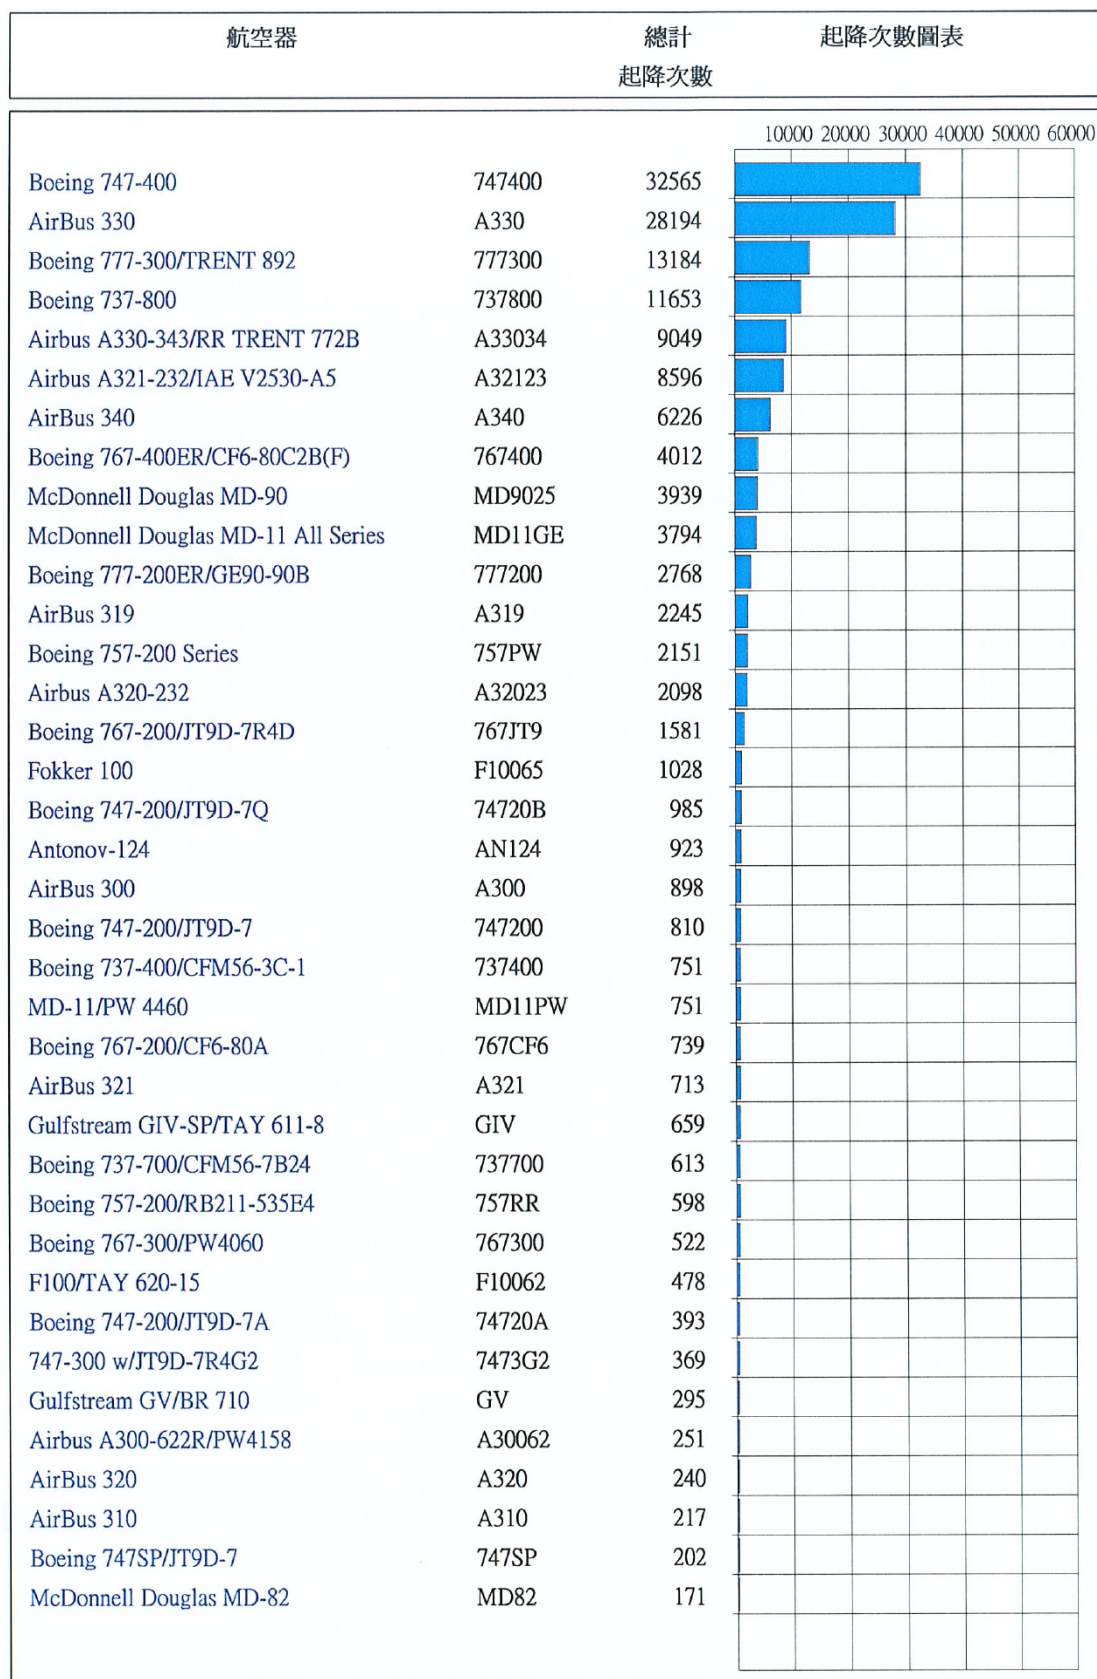 航空器 總計 起降次數圖表
起降次數
10000 20000 30000 40000 50000 60000
Boeing 747-400 747400 32565
AirBus 330 A330 28194
Boeing 777-300/TRENT 892 777300 13184
Boeing 737-800 737800 11653
Airbus A330-343/RR TRENT 772B A33034 9049
Airbus A321-232/IAE V2530-A5 A32123 8596
AirBus 340 A340 6226
Boeing 767-400ER/CF6-80C2B(F) 767400 4012
McDonnell Douglas MD-90 MD9025 3939
McDonnell Douglas MD-11 All Series MD11GE 3794
Boeing 777-200ER/GE90-90B 777200 2768
AirBus 319 A319 2245
Boeing 757-200 Series 757PW 2151
Airbus A320-232 A32023 2098
Boeing 767-200/JT9D-7R4D 767JT9 1581
Fokker 100 F10065 1028
Boeing 747-200/JT9D-7Q 74720B 985
Antonov-124 AN124 923
AirBus 300 A300 898
Boeing 747-200/JT9D-7 747200 810
Boeing 737-400/CFM56-3C-1 737400 751
MD-11/PW 4460 MD11PW 751
Boeing 767-200/CF6-80A 767CF6 739
AirBus 321 A321 713
Gulfstream GIV-SP/TAY 611-8 GIV 659
Boeing 737-700/CFM56-7B24 737700 613
Boeing 757-200/RB211-535E4 757RR 598
Boeing 767-300/PW4060 767300 522
F100/TAY 620-15 F10062 478
Boeing 747-200/JT9D-7A 74720A 393
747-300 w/JT9D-7R4G2 7473G2 369
Gulfstream GV/BR 710 GV 295
Airbus A300-622R/PW4158 A30062 251
AirBus 320 A320 240
AirBus 310 A310 217
Boeing 747SP/JT9D-7 747SP 202
McDonnell Douglas MD-82 MD82 171